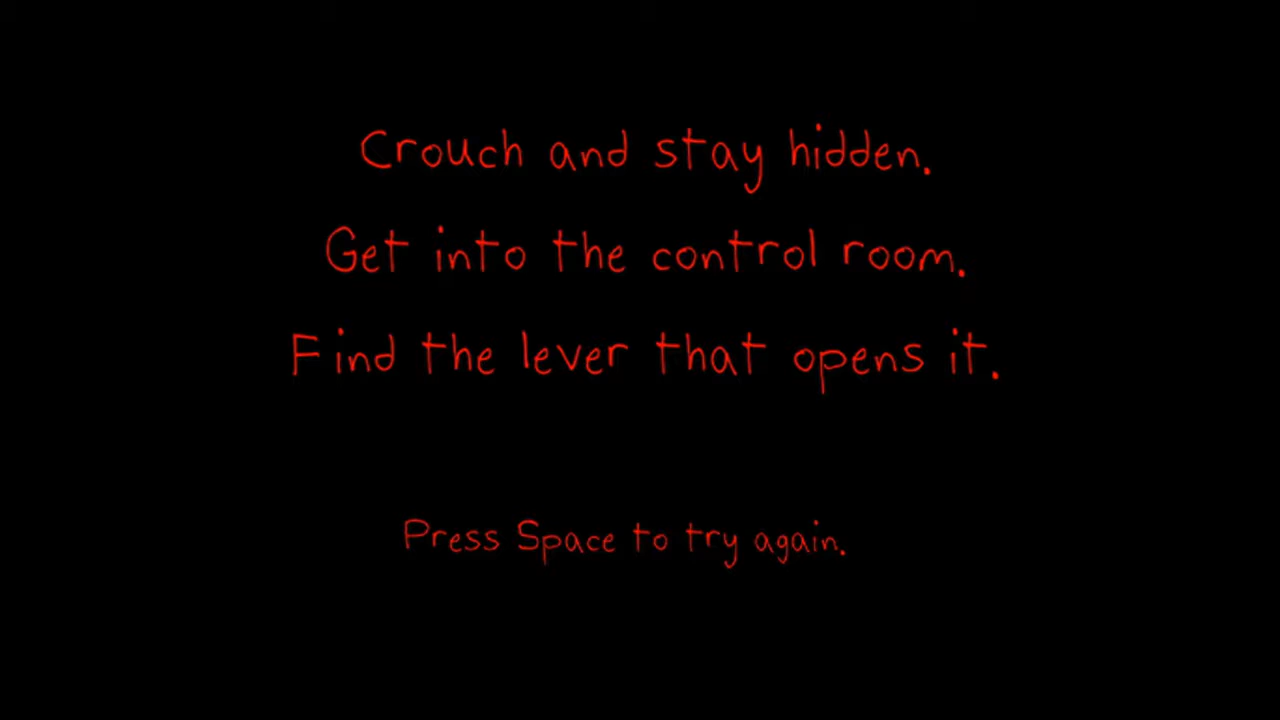 Crouch and stay hidden.
Get into the control room.
Find the lever that opens it.
Press Space to try again.